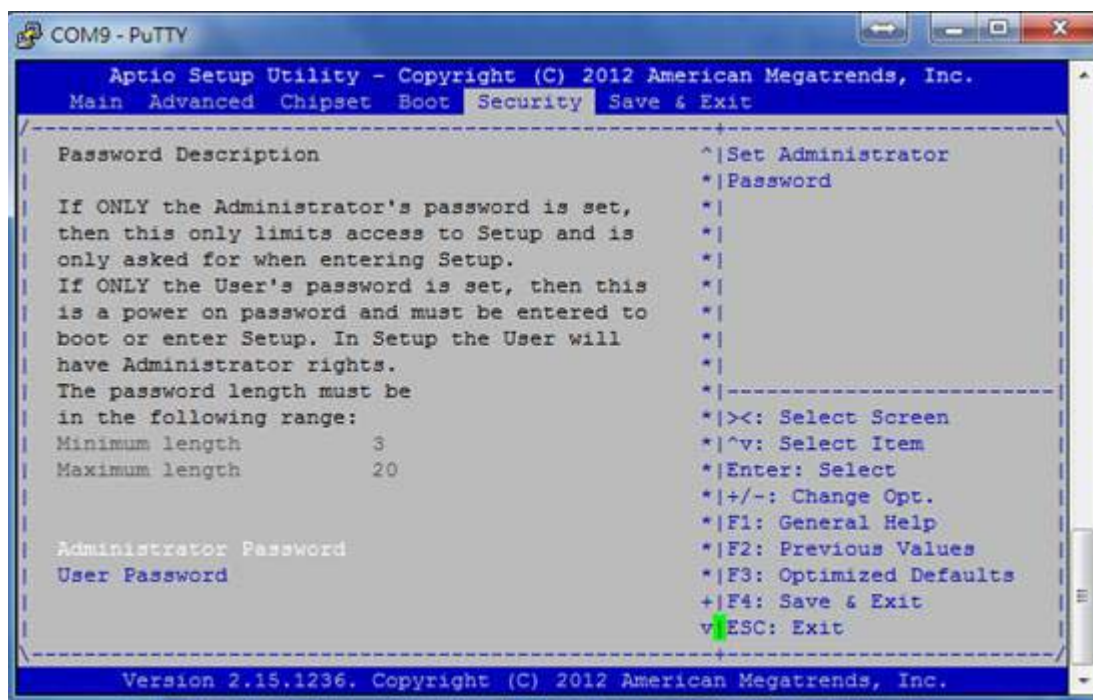 COM9 - PuTTY
Aptio Setup Utility - Copyright (C) 2012 American Megatrends, Inc.
Main Advanced Chipset Boot Security Save & Exit
/----------------------------------------------------+-------------------------\
| Password Description ^|Set Administrator |
| *|Password |
| If ONLY the Administrator's password is set, *| |
| then this only limits access to Setup and is *| |
| only asked for when entering Setup. *| |
| If ONLY the User's password is set, then this *| |
| is a power on password and must be entered to *| |
| boot or enter Setup. In Setup the User will *| |
| have Administrator rights. *| |
| The password length must be *|-------------------------|
| in the following range: *|><: Select Screen |
| Minimum length 3 *|^v: Select Item |
| Maximum length 20 *|Enter: Select |
| *|+/-: Change Opt. |
| *|F1: General Help |
| Administrator Password *|F2: Previous Values |
| User Password *|F3: Optimized Defaults |
| +|F4: Save & Exit |
| v|ESC: Exit |
\----------------------------------------------------+-------------------------/
Version 2.15.1236. Copyright (C) 2012 American Megatrends, Inc.